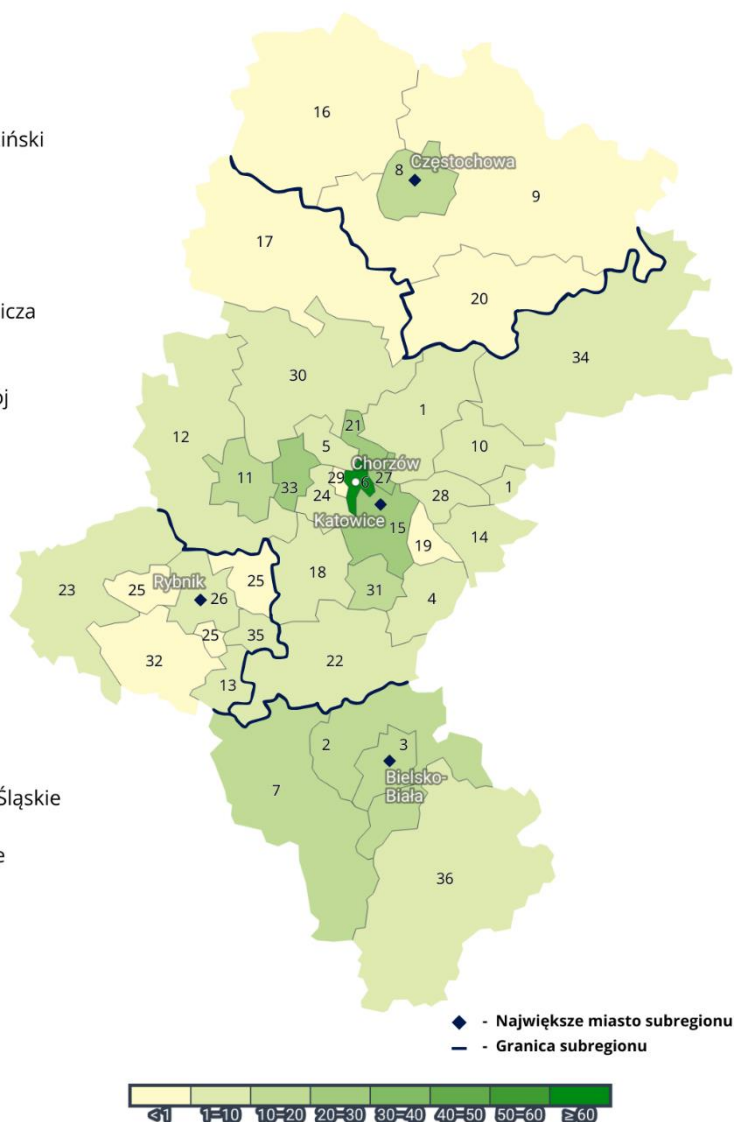 16
iński
8 Częstochowa
9
17
20
icza
34
30
1
oj
21
12
5
10
Chorzów
11
29
6
27
33
24
28
1
Katowice
15
14
19
18
23
25
Rybnik
25
31
26
4
25
35
32
22
13
2
3
7
Bielsko-
Biała
Śląskie
e
36
- Największe miasto subregionu
- Granica subregionu
<1 1=10 10=20 20=30 30=40 40=50 50=60 ≥60